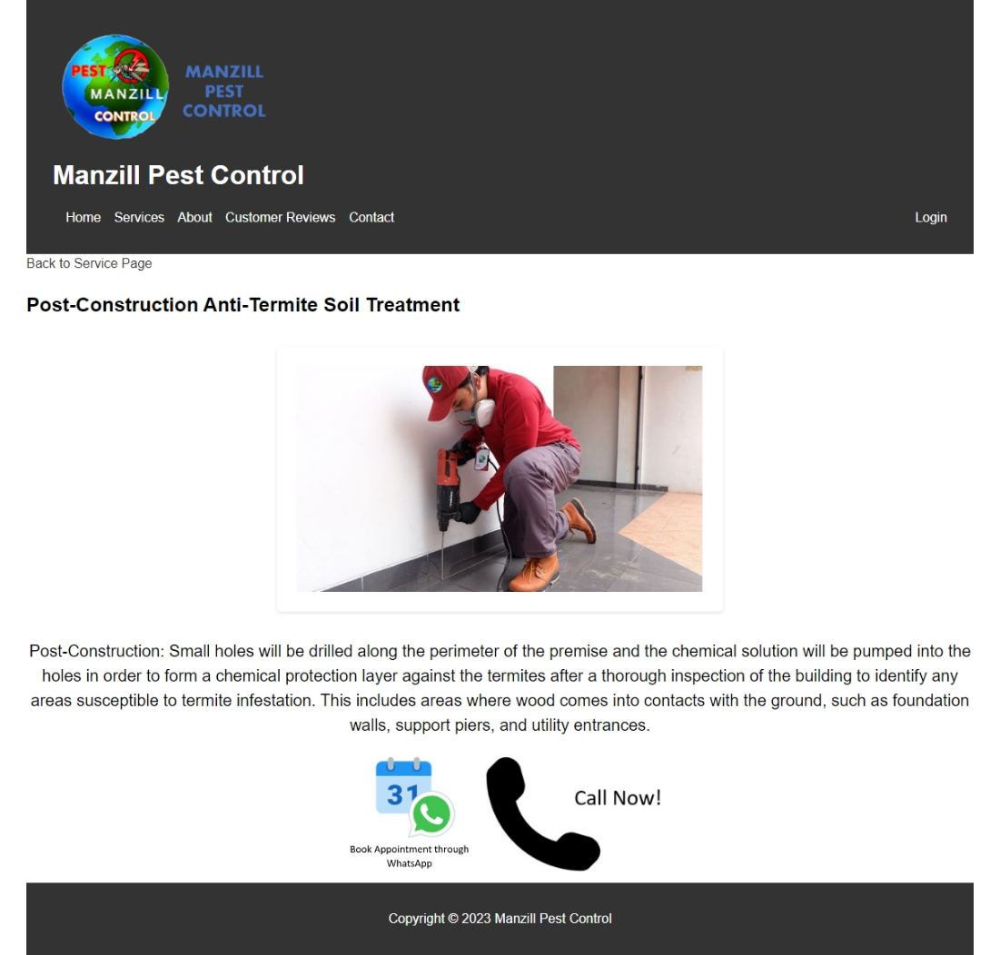 PEST
MANZILL
CONTROL
MANZILL
PEST
CONTROL
Manzill Pest Control
Home Services About Customer Reviews Contact Login
Back to Service Page
Post-Construction Anti-Termite Soil Treatment
Post-Construction: Small holes will be drilled along the perimeter of the premise and the chemical solution will be pumped into the
holes in order to form a chemical protection layer against the termites after a thorough inspection of the building to identify any
areas susceptible to termite infestation. This includes areas where wood comes into contacts with the ground, such as foundation
walls, support piers, and utility entrances.
31
Book Appointment through
WhatsApp
Call Now!
Copyright © 2023 Manzill Pest Control